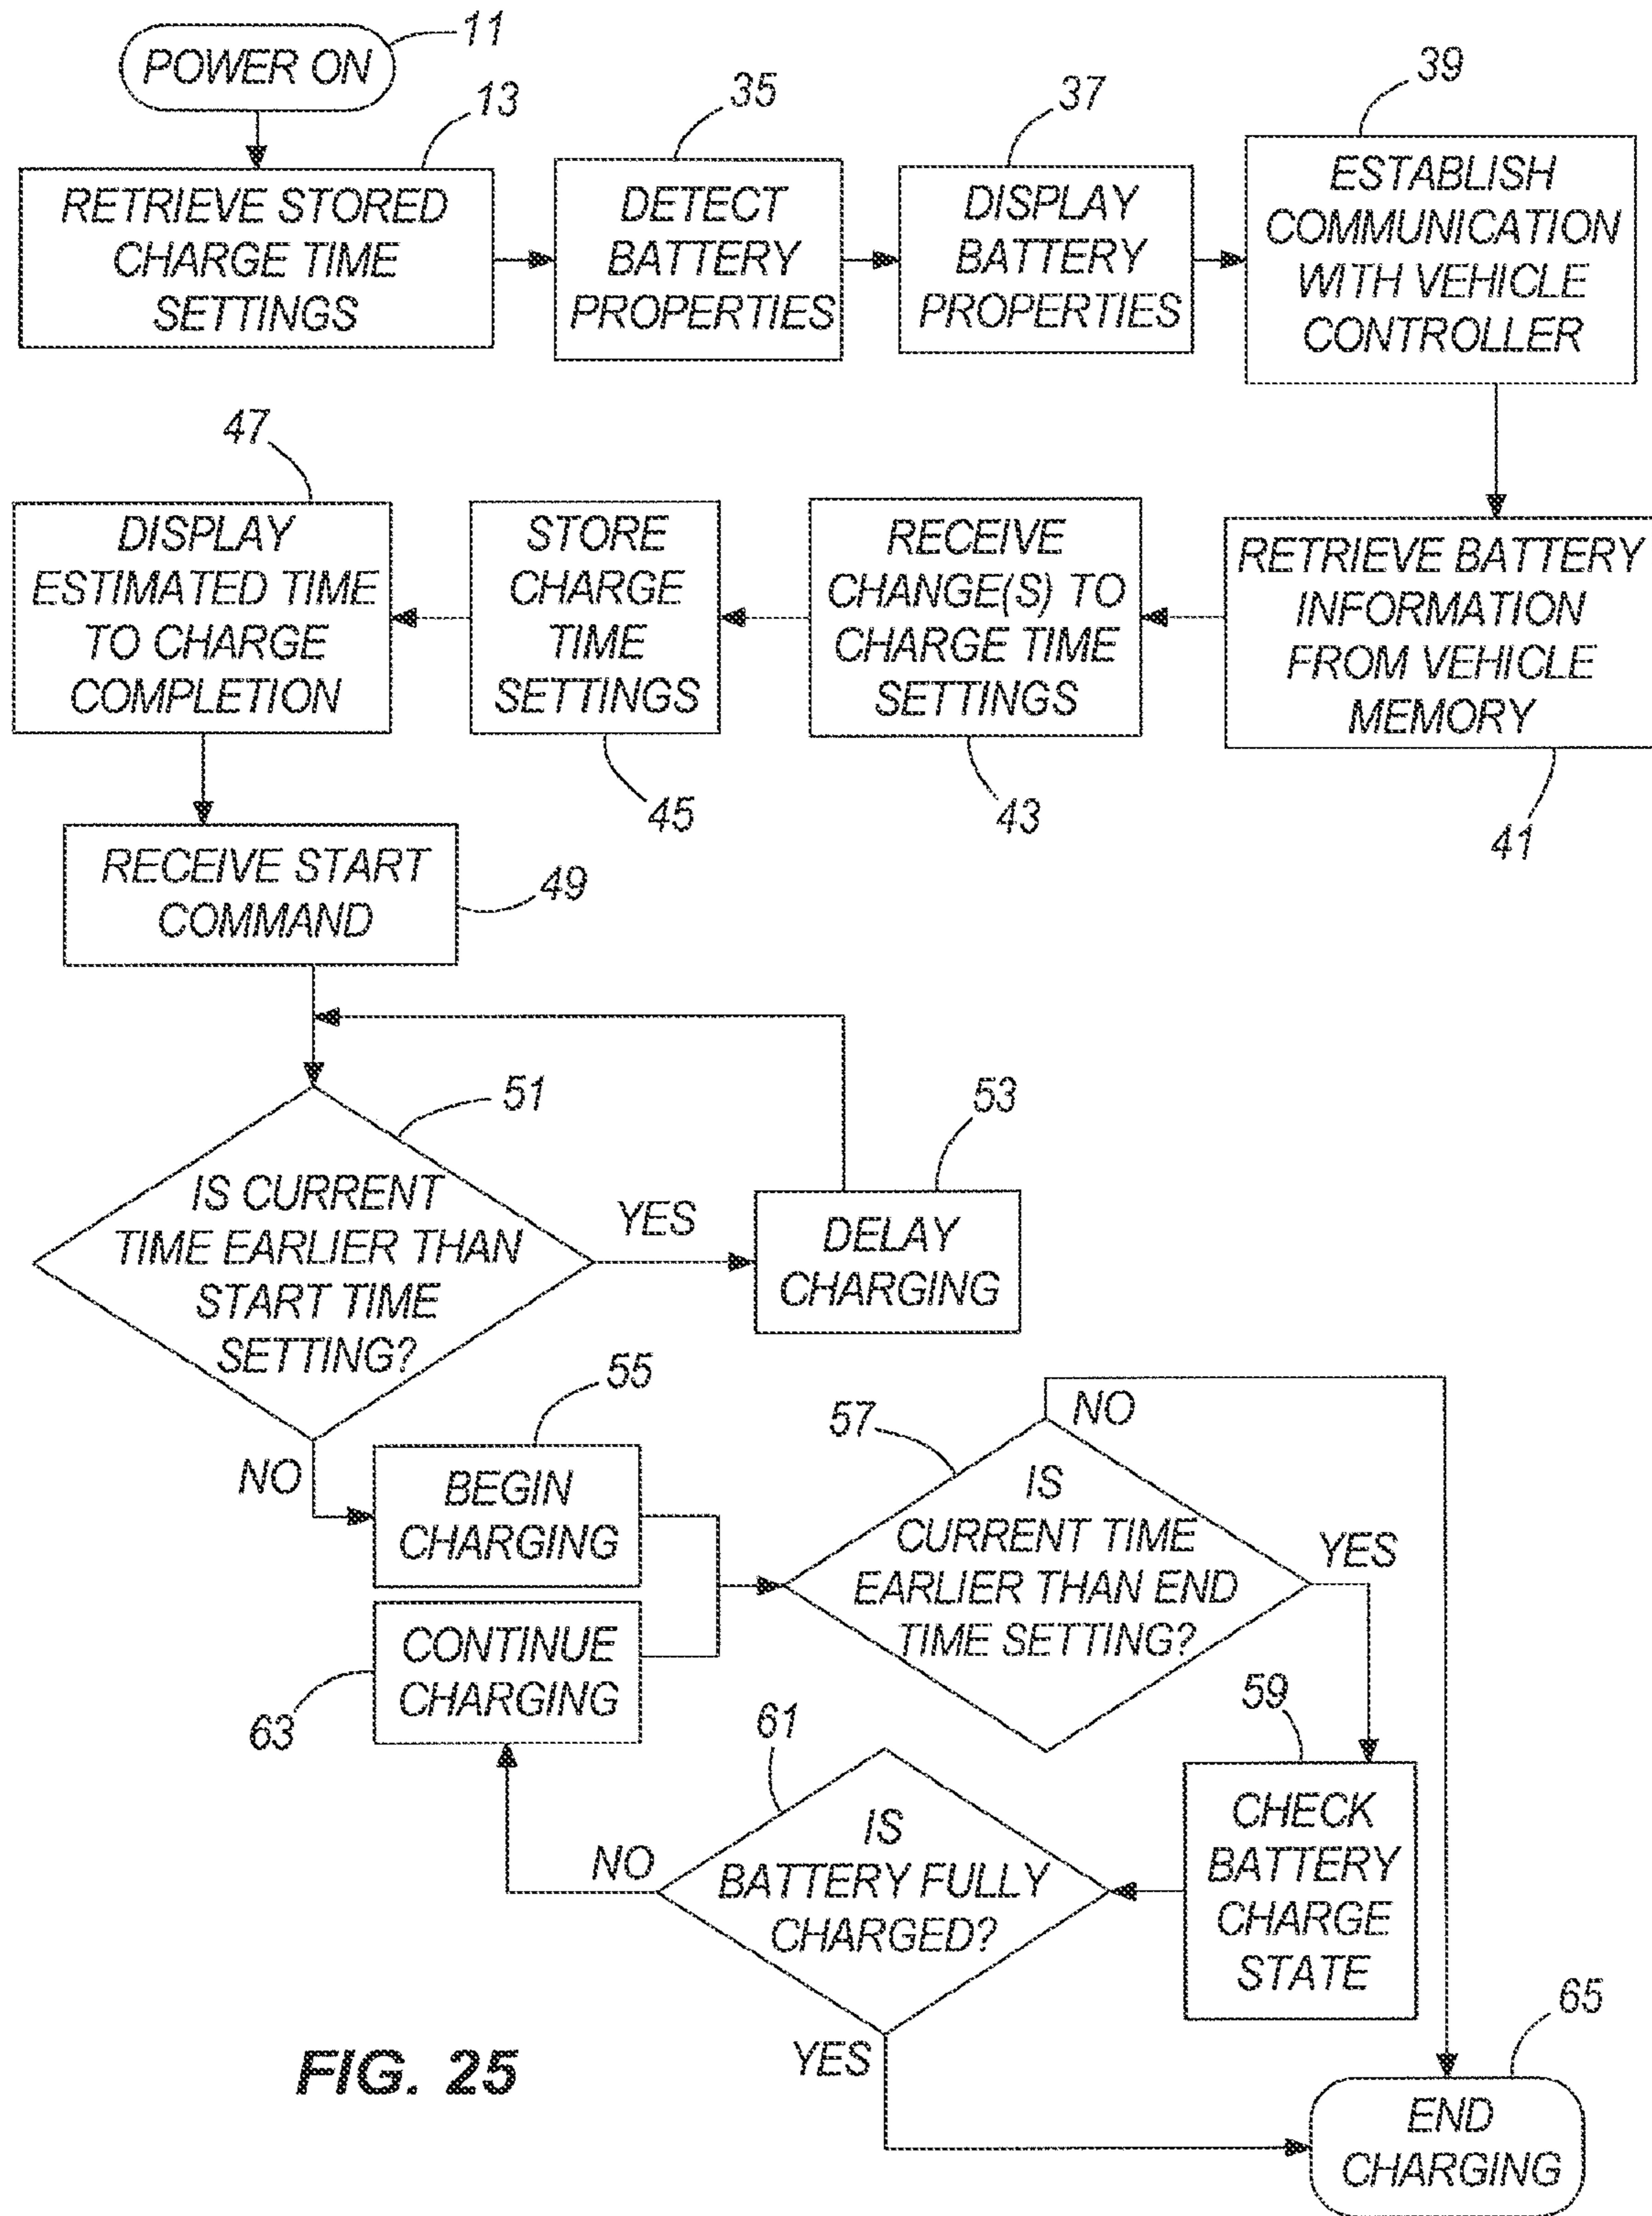 POWER ON
11
13
RETRIEVE STORED
CHARGE TIME
SETTINGS
35
DETECT
BATTERY
PROPERTIES
37
DISPLAY
BATTERY
PROPERTIES
39
ESTABLISH
COMMUNICATION
WITH VEHICLE
CONTROLLER
RETRIEVE BATTERY
INFORMATION
FROM VEHICLE
MEMORY
41
RECEIVE
CHANGE(S) TO
CHARGE TIME
SETTINGS
43
STORE
CHARGE
TIME
SETTINGS
45
47
DISPLAY
ESTIMATED TIME
TO CHARGE
COMPLETION
RECEIVE START
COMMAND
49
51
IS CURRENT
TIME EARLIER THAN
START TIME
SETTING?
YES
53
DELAY
CHARGING
NO
55
BEGIN
CHARGING
57
IS
CURRENT TIME
EARLIER THAN END
TIME SETTING?
NO
YES
59
CHECK
BATTERY
CHARGE
STATE
61
IS
BATTERY FULLY
CHARGED?
NO
CONTINUE
CHARGING
63
YES
65
END
CHARGING
FIG. 25